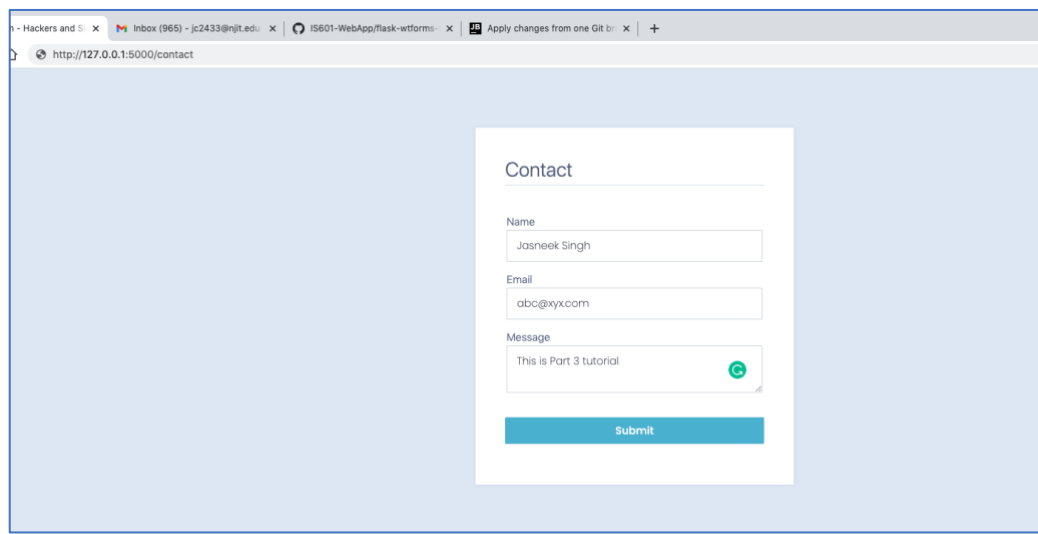 n - Hackers and Sl
Inbox (965) - jc2433@njit.edu
IS601-WebApp/flask-wtforms-
Apply changes from one Git br
http://127.0.0.1:5000/contact
Contact
Name
Jasneek Singh
Email
abc@xyx.com
Message
This is Part 3 tutorial
Submit